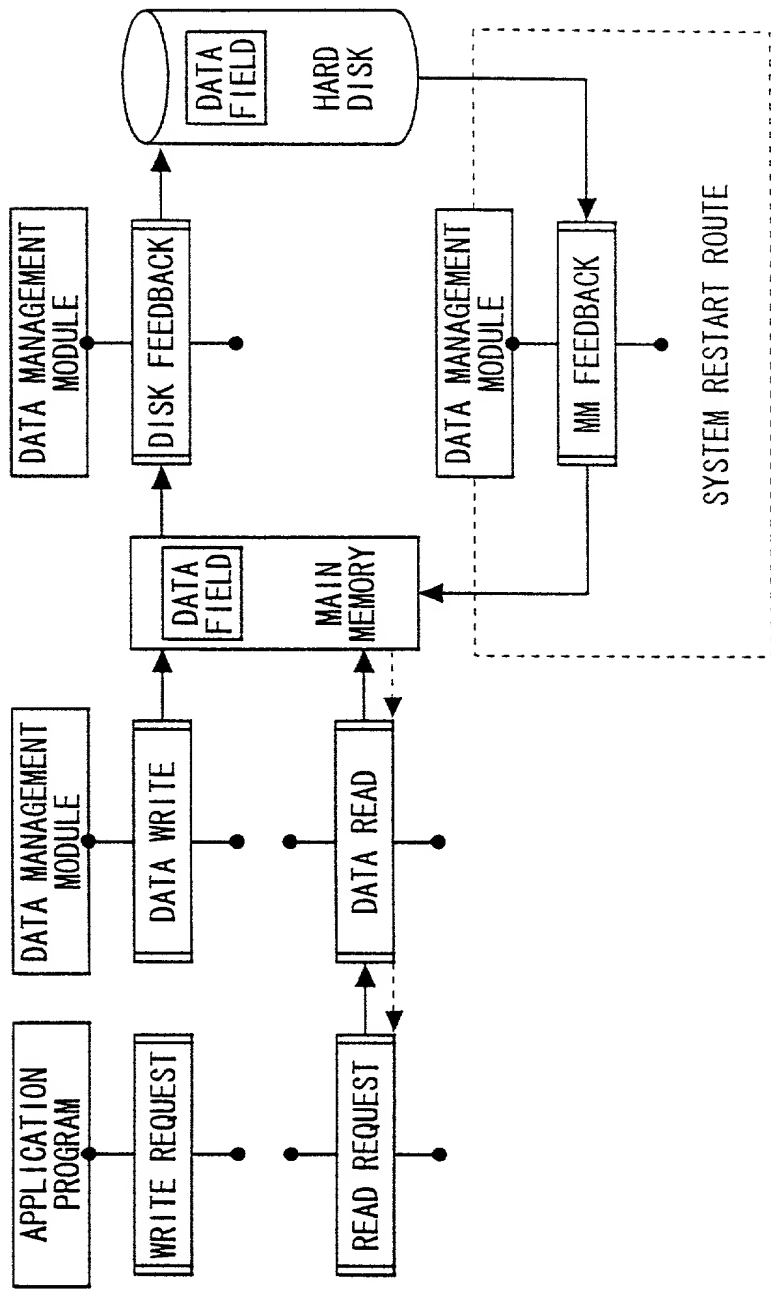 APPLICATION
PROGRAM
WRITE REQUEST
READ REQUEST
DATA MANAGEMENT
MODULE
DATA WRITE
DATA READ
DATA
FIELD
MAIN
MEMORY
DATA MANAGEMENT
MODULE
DISK FEEDBACK
DATA
FIELD
HARD
DISK
DATA MANAGEMENT
MODULE
MM FEEDBACK
SYSTEM RESTART ROUTE